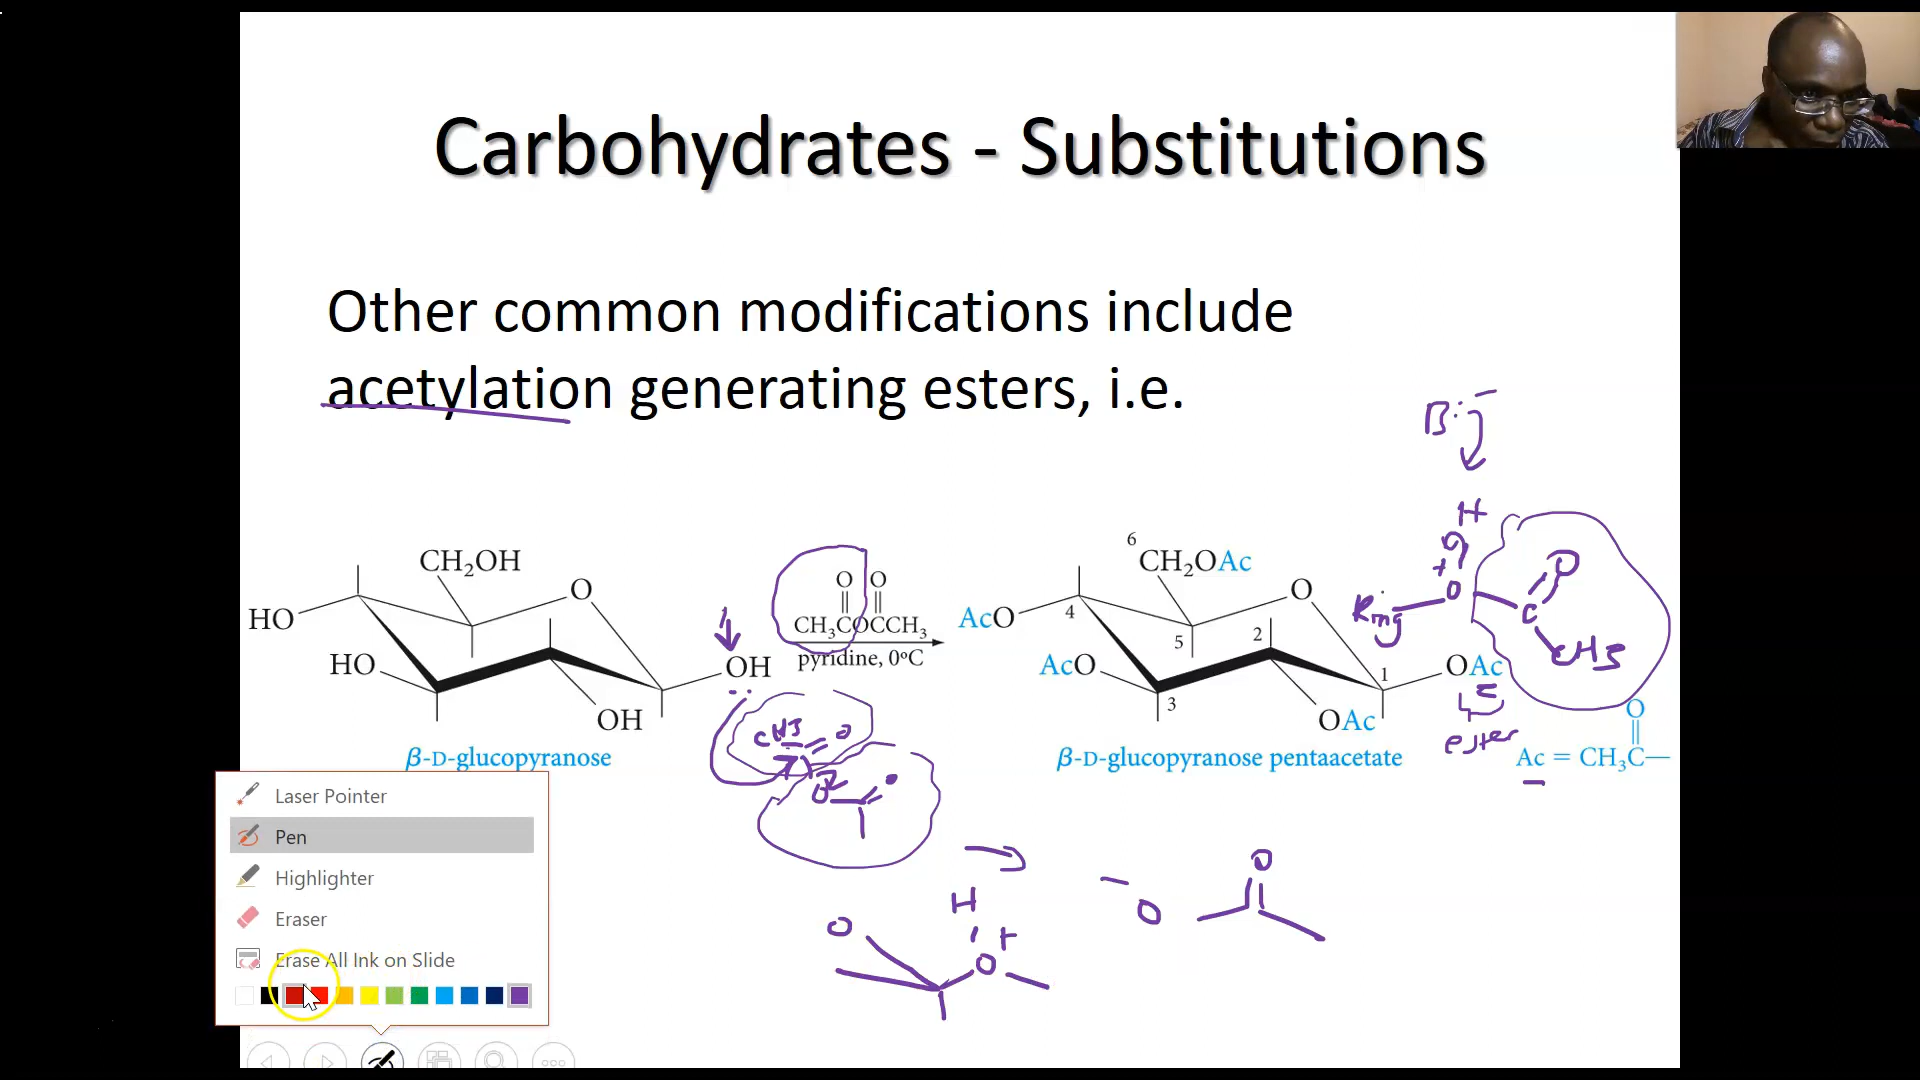 Carbohydrates - Substitutions
Other common modifications include
acetylation generating esters, i.e.
B:
H
CH₂OH
O
HO
HO
OH
OH
β-D-glucopyranose
O O
CH₃COCCH₃
pyridine, 0ºC
6
CH₂OAc
O
AcO
4
5
2
AcO
3
1
OAc
OAc
β-D-glucopyranose pentaacetate
O
Ac = CH₃C—
Ring
+
O
C
O
CH3
ester
CH3
O
O
H
O
O
+
−
O
O
Laser Pointer
Pen
Highlighter
Eraser
Erase All Ink on Slide